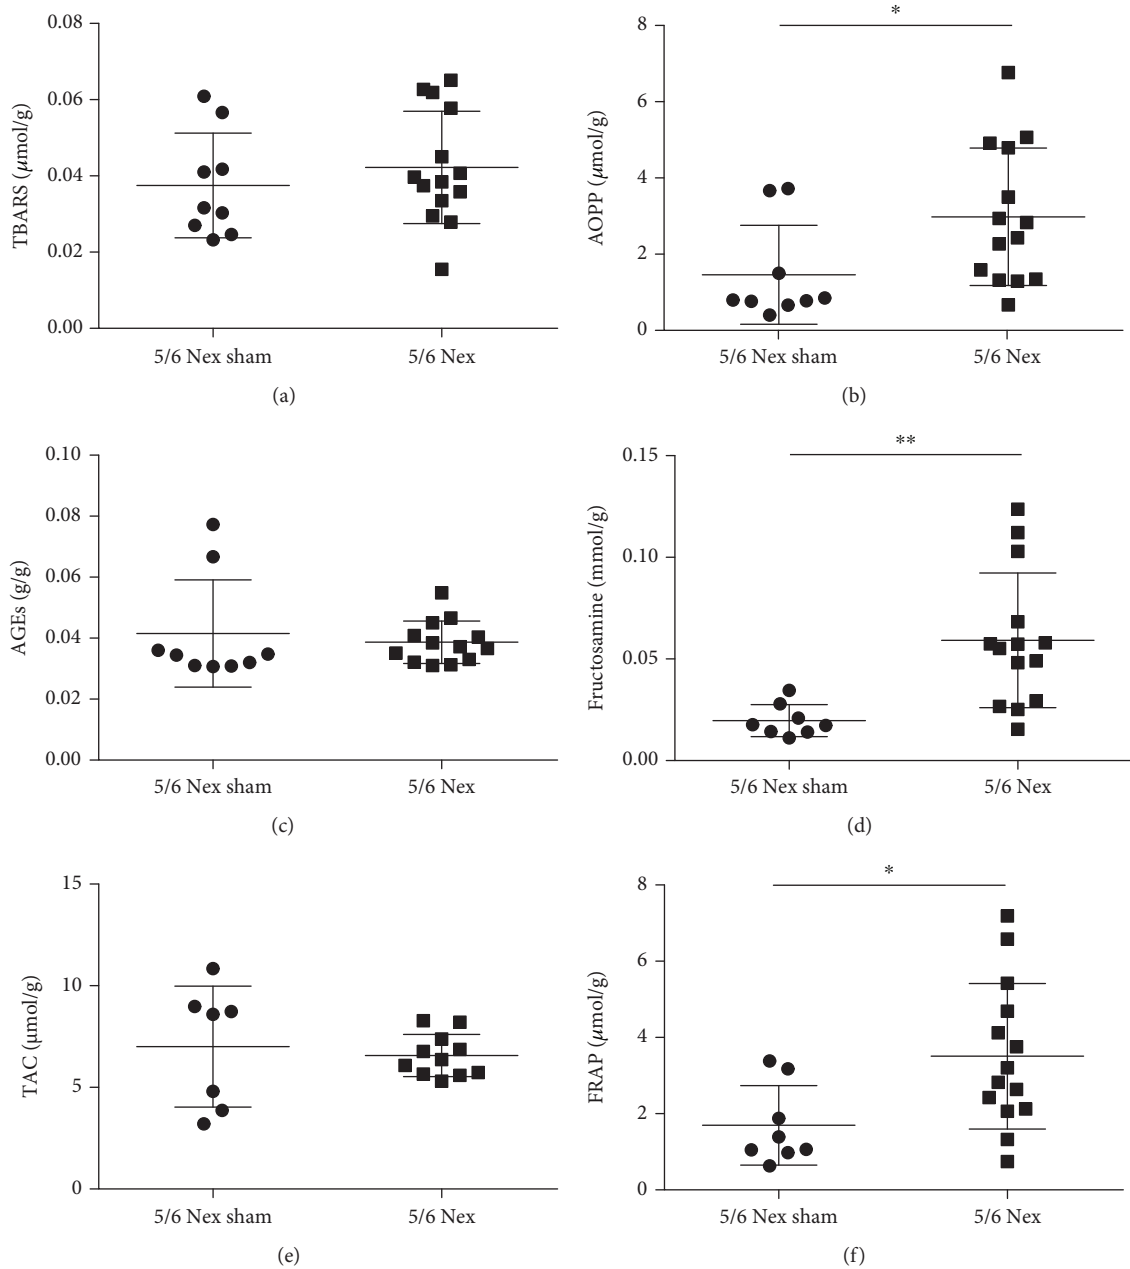 0.08
0.06
0.04
0.02
0.00
TBARS (μmol/g)
5/6 Nex sham
5/6 Nex
(a)
*
8
6
4
2
0
AOPP (μmol/g)
5/6 Nex sham
5/6 Nex
(b)
0.10
0.08
0.06
0.04
0.02
0.00
AGEs (g/g)
5/6 Nex sham
5/6 Nex
(c)
**
0.15
0.10
0.05
0.00
Fructosamine (mmol/g)
5/6 Nex sham
5/6 Nex
(d)
15
10
5
0
TAC (μmol/g)
5/6 Nex sham
5/6 Nex
(e)
*
8
6
4
2
0
FRAP (μmol/g)
5/6 Nex sham
5/6 Nex
(f)